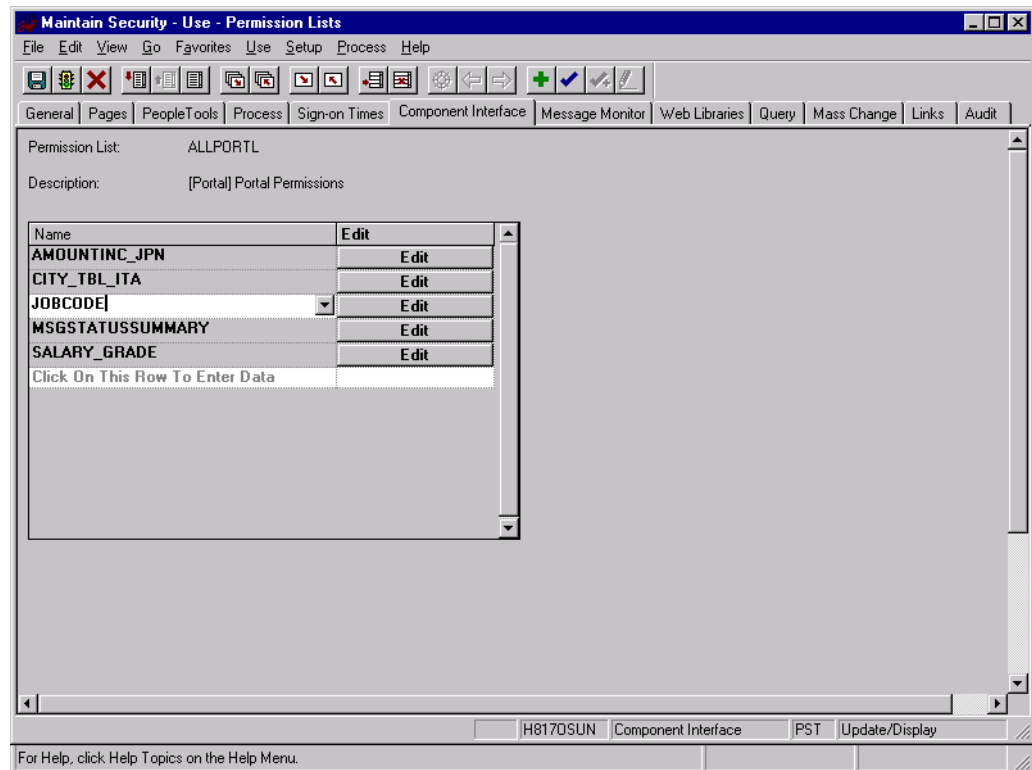 Maintain Security - Use - Permission Lists
File Edit View Go Favorites Use Setup Process Help
General Pages PeopleTools Process Sign-on Times Component Interface Message Monitor Web Libraries Query Mass Change Links Audit
Permission List: ALLPORTL
Description: [Portal] Portal Permissions
Name Edit
AMOUNTINC_JPN Edit
CITY_TBL_ITA Edit
JOBCODE Edit
MSGSTATUSSUMMARY Edit
SALARY_GRADE Edit
Click On This Row To Enter Data
H817OSUN Component Interface PST Update/Display
For Help, click Help Topics on the Help Menu.